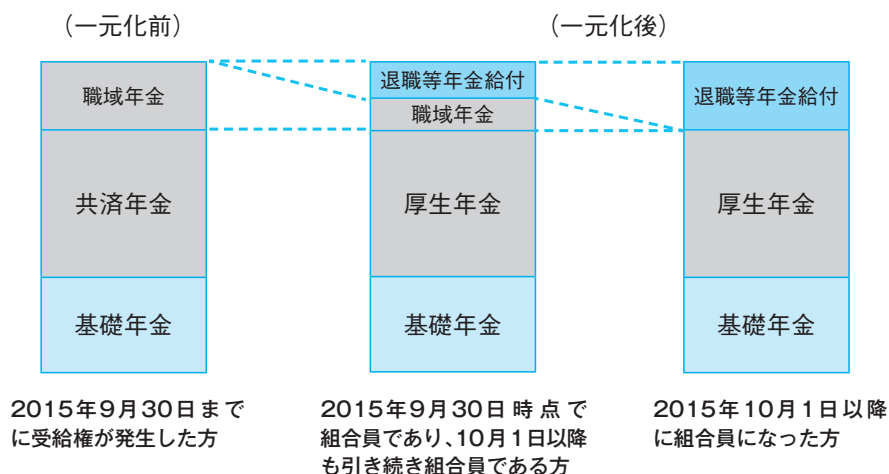 （一元化前）
（一元化後）
職域年金
共済年金
基礎年金
2015年9月30日まで
に受給権が発生した方
退職等年金給付
職域年金
厚生年金
基礎年金
2015年9月30日時点で
組合員であり、10月1日以降
も引き続き組合員である方
退職等年金給付
厚生年金
基礎年金
2015年10月1日以降
に組合員になった方